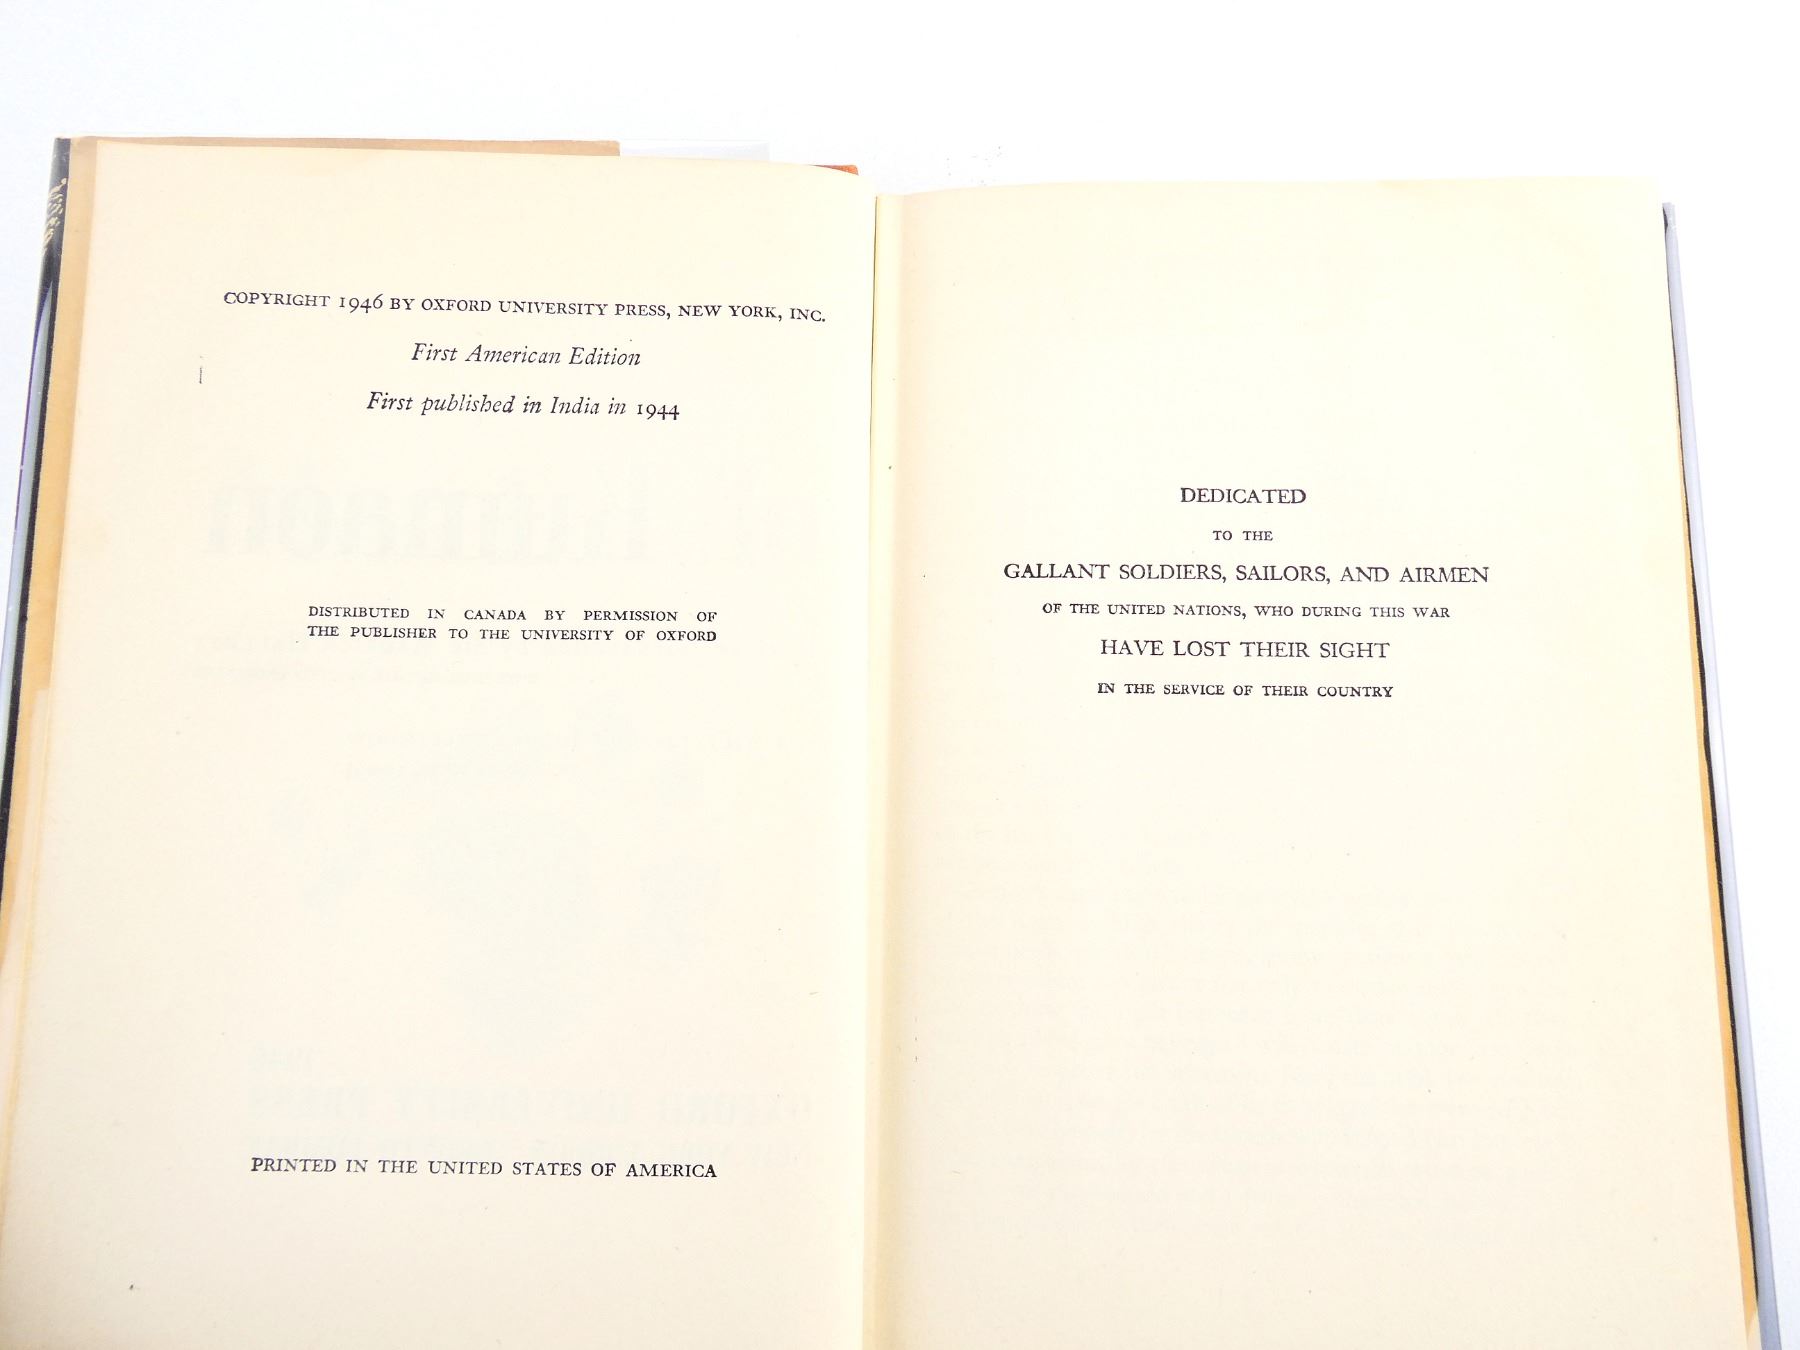 COPYRIGHT 1946 BY OXFORD UNIVERSITY PRESS, NEW YORK, INC.
First American Edition
First published in India in 1944
DISTRIBUTED IN CANADA BY PERMISSION OF
THE PUBLISHER TO THE UNIVERSITY OF OXFORD
PRINTED IN THE UNITED STATES OF AMERICA
DEDICATED
TO THE
GALLANT SOLDIERS, SAILORS, AND AIRMEN
OF THE UNITED NATIONS, WHO DURING THIS WAR
HAVE LOST THEIR SIGHT
IN THE SERVICE OF THEIR COUNTRY